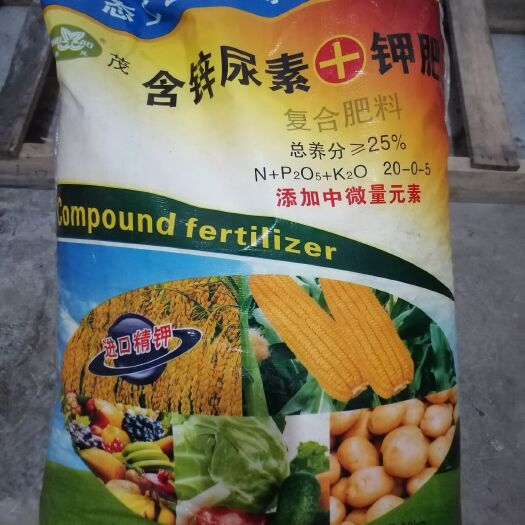 态
茂
含锌尿素+钾肥
复合肥料
总养分≥25%
N+P₂O₅+K₂O 20-0-5
添加中微量元素
Compound fertilizer
进口精钾